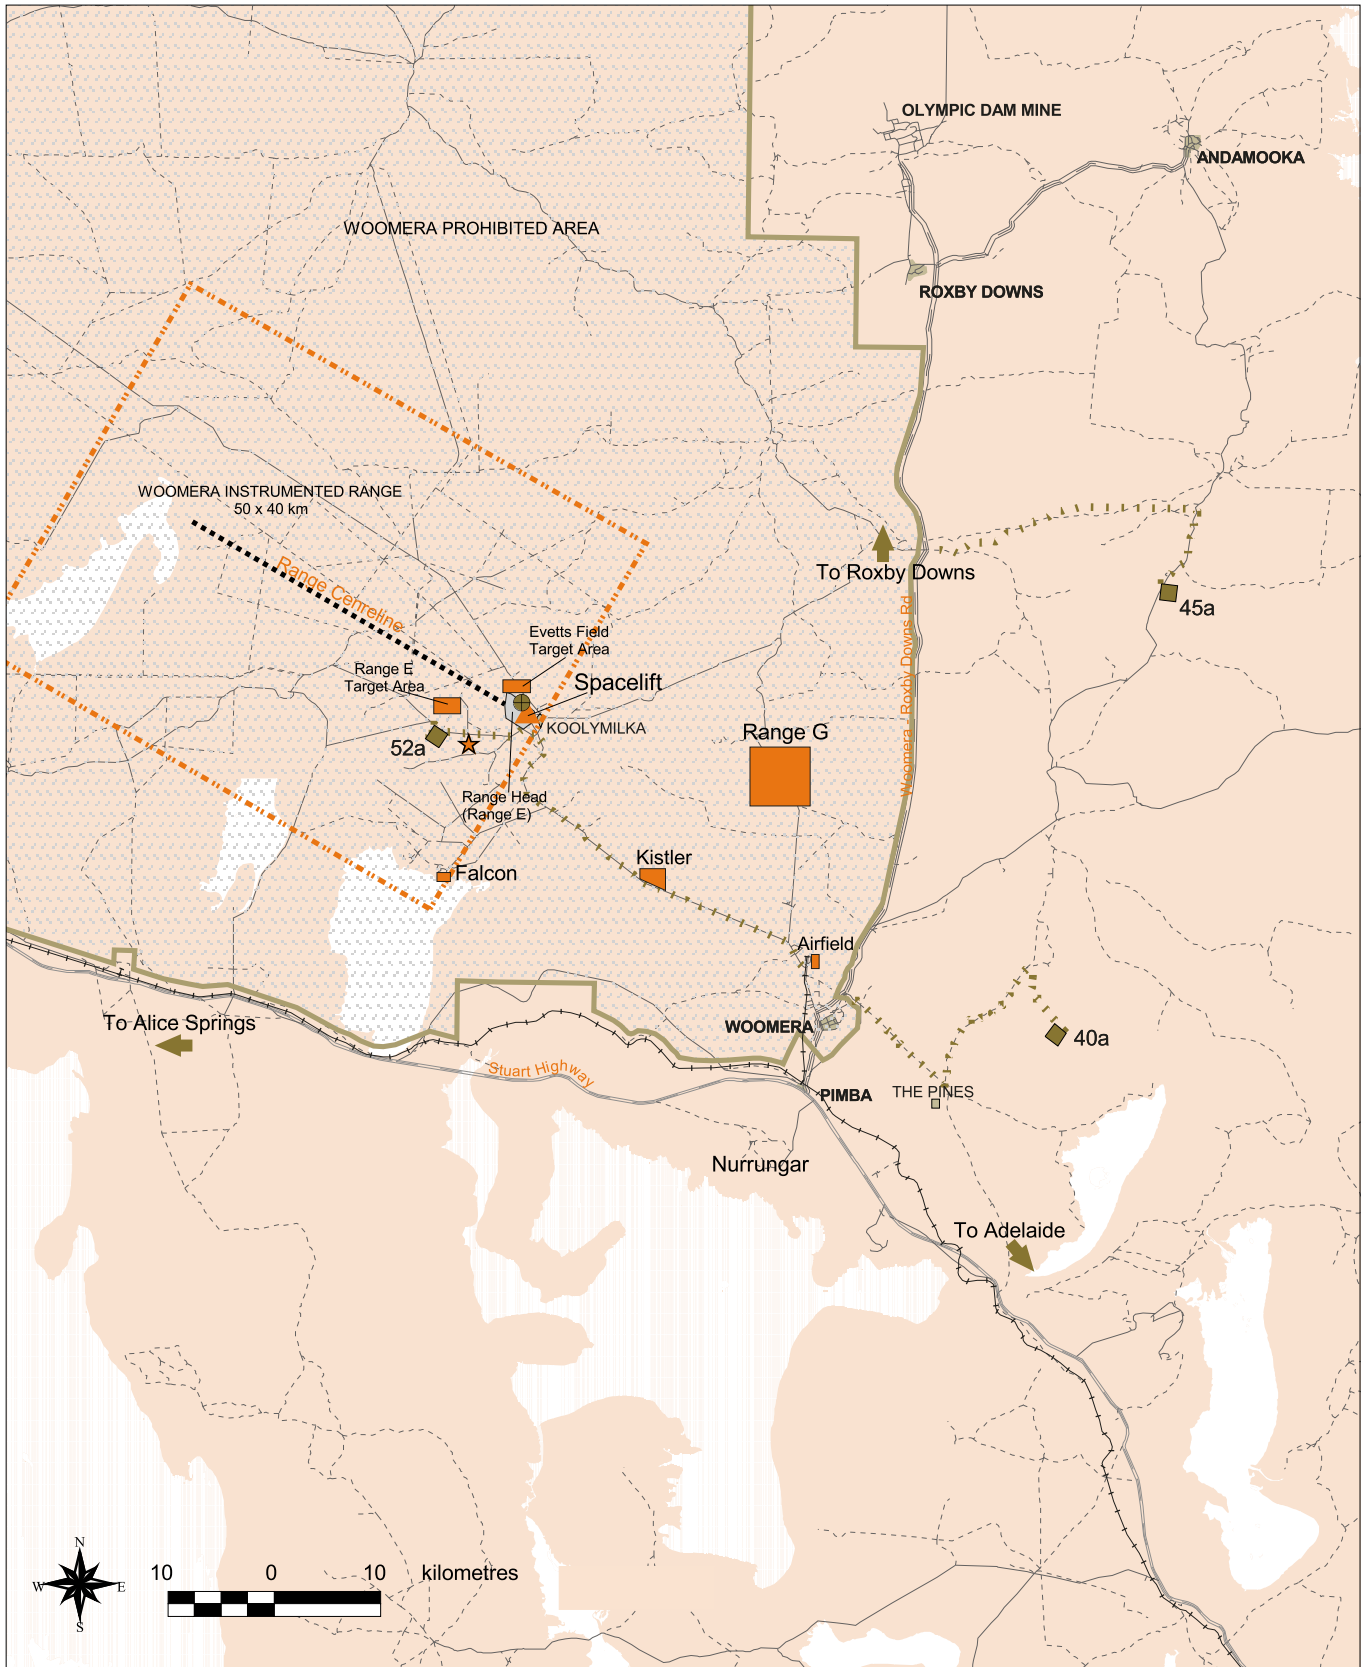 OLYMPIC DAM MINE
ANDAMOOKA
WOOMERA PROHIBITED AREA
ROXBY DOWNS
WOOMERA INSTRUMENTED RANGE
50 x 40 km
Range Cenreline
To Roxby Downs
45a
Woomera - Roxby Downs Rd
Evetts Field
Target Area
Range E
Target Area
Spacelift
KOOLYMILKA
52a
Range G
Range Head
(Range E)
Kistler
Falcon
Airfield
To Alice Springs
WOOMERA
40a
Stuart Highway
PIMBA
THE PINES
Nurrungar
To Adelaide
N
W E
S
10 0 10 kilometres